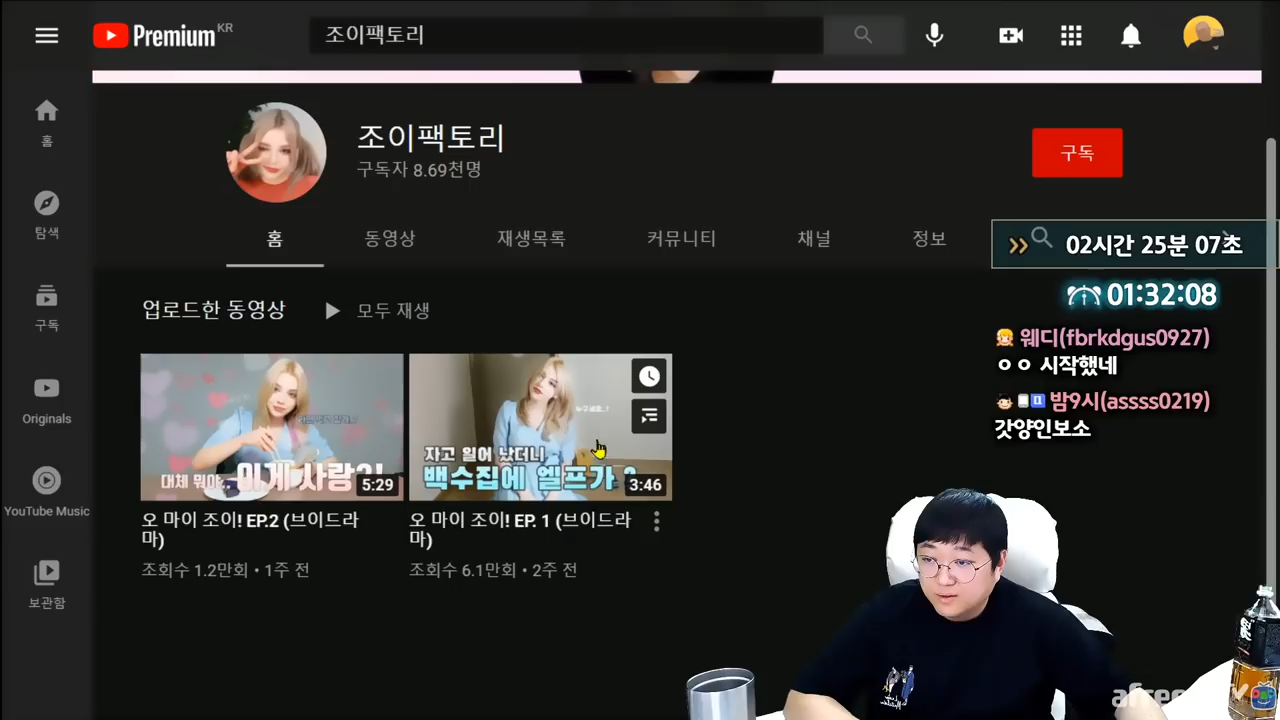 Premium KR
조이팩토리
조이팩토리
구독자 8.69천명
구독
홈
동영상
재생목록
커뮤니티
채널
정보
홈
탐색
구독
Originals
YouTube Music
보관함
업로드한 동영상
모두 재생
대체 뭐야.. 이게 사랑?!
5:29
누구세요..?
자고 일어 났더니
백수집에 엘프가
3:46
오 마이 조이! EP.2 (브이드라
마)
조회수 1.2만회 • 1주 전
오 마이 조이! EP. 1 (브이드라
마)
조회수 6.1만회 • 2주 전
02시간 25분 07초
01:32:08
웨디(fbrkdgus0927)
ㅇㅇ 시작했네
밤9시(assss0219)
갓양인보소